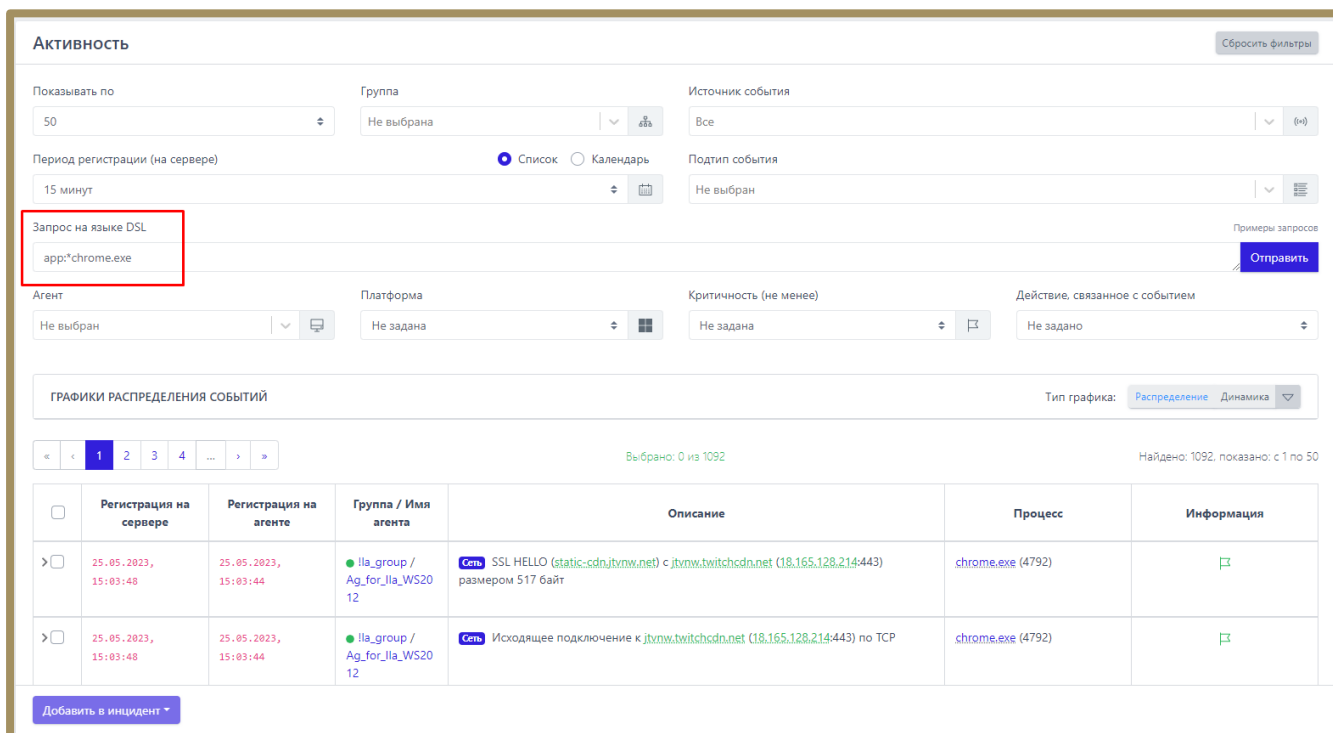 Активность
Сбросить фильтры
Показывать по
Группа
Источник события
50
Не выбрана
Все
Период регистрации (на сервере)
Список
Календарь
Подтип события
15 минут
Не выбран
Запрос на языке DSL
Примеры запросов
app:*chrome.exe
Отправить
Агент
Платформа
Критичность (не менее)
Действие, связанное с событием
Не выбран
Не задана
Не задана
Не задано
ГРАФИКИ РАСПРЕДЕЛЕНИЯ СОБЫТИЙ
Тип графика:
Распределение
Динамика
« ‹ 1 2 3 4 ... › »
Выбрано: 0 из 1092
Найдено: 1092, показано: с 1 по 50
Регистрация на
сервере
Регистрация на
агенте
Группа / Имя
агента
Описание
Процесс
Информация
25.05.2023,
15:03:48
25.05.2023,
15:03:44
!la_group /
Ag_for_lla_WS20
12
Сеть SSL HELLO (static-cdn.jtvnw.net) с jtvnw.twitchcdn.net (18.165.128.214:443)
размером 517 байт
chrome.exe (4792)
25.05.2023,
15:03:48
25.05.2023,
15:03:44
!la_group /
Ag_for_lla_WS20
12
Сеть Исходящее подключение к jtvnw.twitchcdn.net (18.165.128.214:443) по TCP
chrome.exe (4792)
Добавить в инцидент